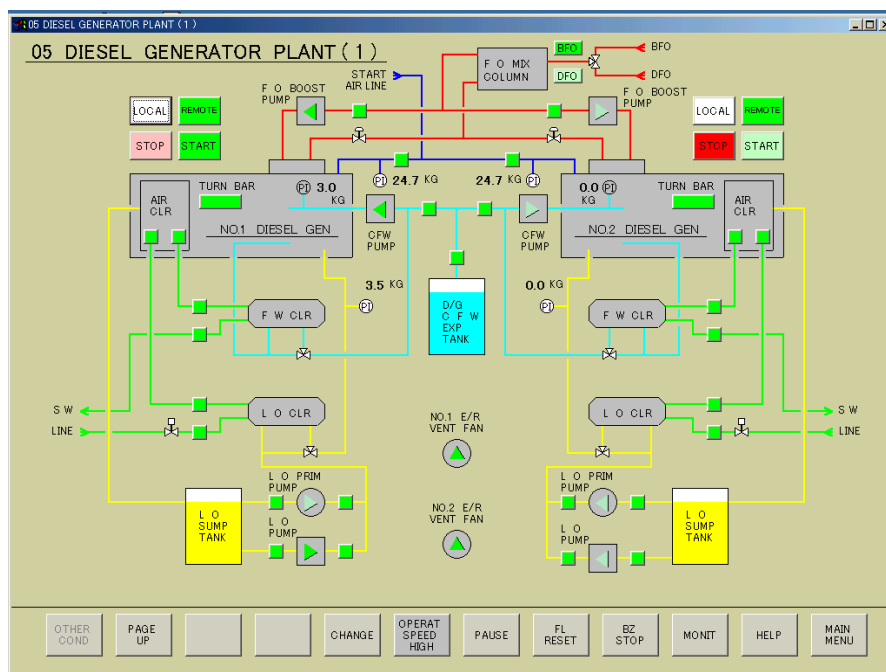 05 DIESEL GENERATOR PLANT(1)
05 DIESEL GENERATOR PLANT(1)
START
AIR LINE
F O MIX
COLUMN
BFO
DFO
BFO
DFO
F O BOOST
PUMP
F O BOOST
PUMP
LOCAL
REMOTE
STOP
START
LOCAL
REMOTE
STOP
START
AIR
CLR
TURN BAR
PI
3.0
KG
NO.1 DIESEL GEN
PI
24.7 KG
24.7 KG
PI
CFW
PUMP
CFW
PUMP
0.0
KG
PI
TURN BAR
AIR
CLR
NO.2 DIESEL GEN
3.5 KG
PI
0.0 KG
PI
D/G
C F W
EXP
TANK
F W CLR
F W CLR
S W
LINE
L O CLR
L O CLR
S W
LINE
NO.1 E/R
VENT FAN
NO.2 E/R
VENT FAN
L O PRIM
PUMP
L O
PUMP
L O
SUMP
TANK
L O PRIM
PUMP
L O
PUMP
L O
SUMP
TANK
OTHER
COND
PAGE
UP
CHANGE
OPERAT
SPEED
HIGH
PAUSE
FL
RESET
BZ
STOP
MONIT
HELP
MAIN
MENU